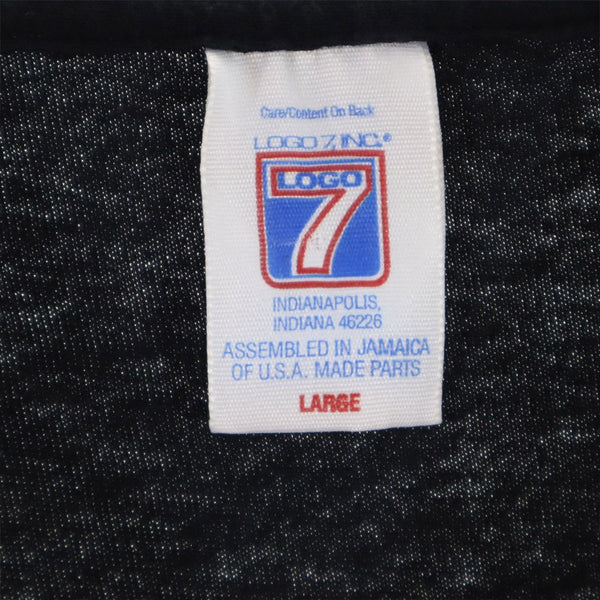 Care/Content On Back
LOGO 7, INC.®
LOGO
7
INDIANAPOLIS,
INDIANA 46226
ASSEMBLED IN JAMAICA
OF U.S.A. MADE PARTS
LARGE